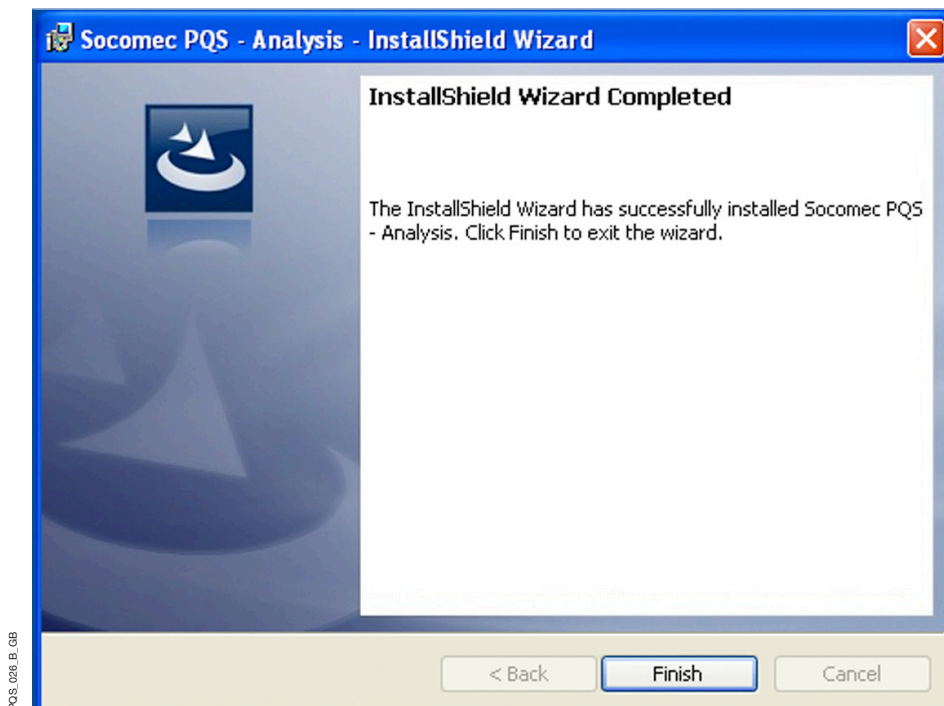 Socomec PQS - Analysis - InstallShield Wizard
InstallShield Wizard Completed
The InstallShield Wizard has successfully installed Socomec PQS
- Analysis. Click Finish to exit the wizard.
< Back
Finish
Cancel
PQS_026_B_GB